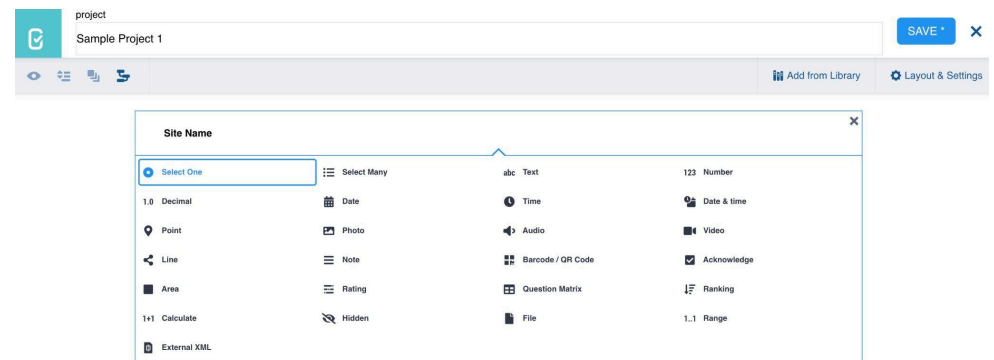 project
Sample Project 1
SAVE *
Add from Library
Layout & Settings
Site Name
Select One
Select Many
abc Text
123 Number
1.0 Decimal
Date
Time
Date & time
Point
Photo
Audio
Video
Line
Note
Barcode / QR Code
Acknowledge
Area
Rating
Question Matrix
Ranking
1+1 Calculate
Hidden
File
1..1 Range
External XML